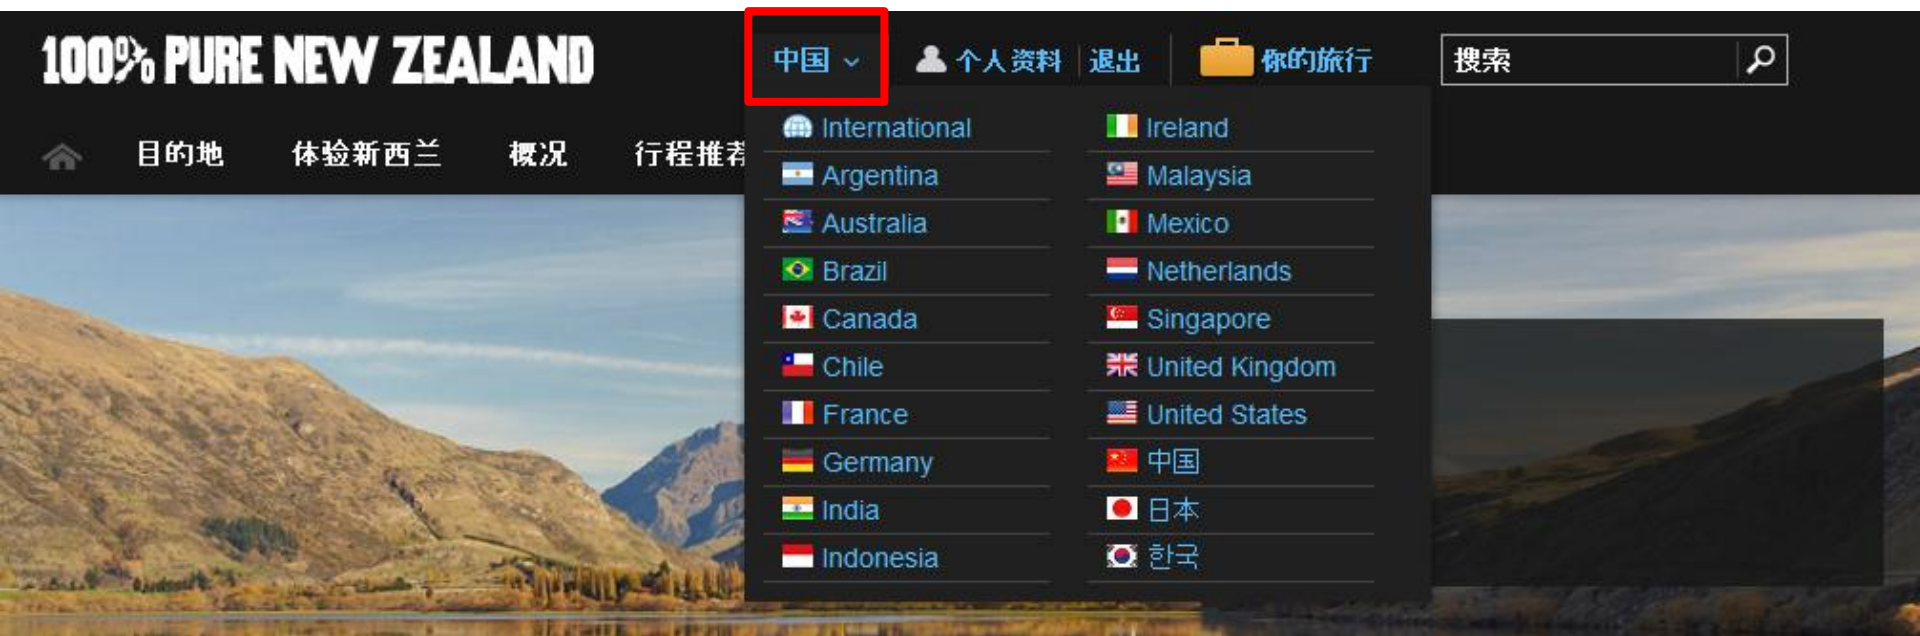 100% PURE NEW ZEALAND
中国
个人资料
退出
你的旅行
搜索
目的地
体验新西兰
概况
行程推荐
International
Argentina
Australia
Brazil
Canada
Chile
France
Germany
India
Indonesia
Ireland
Malaysia
Mexico
Netherlands
Singapore
United Kingdom
United States
中国
日本
한국